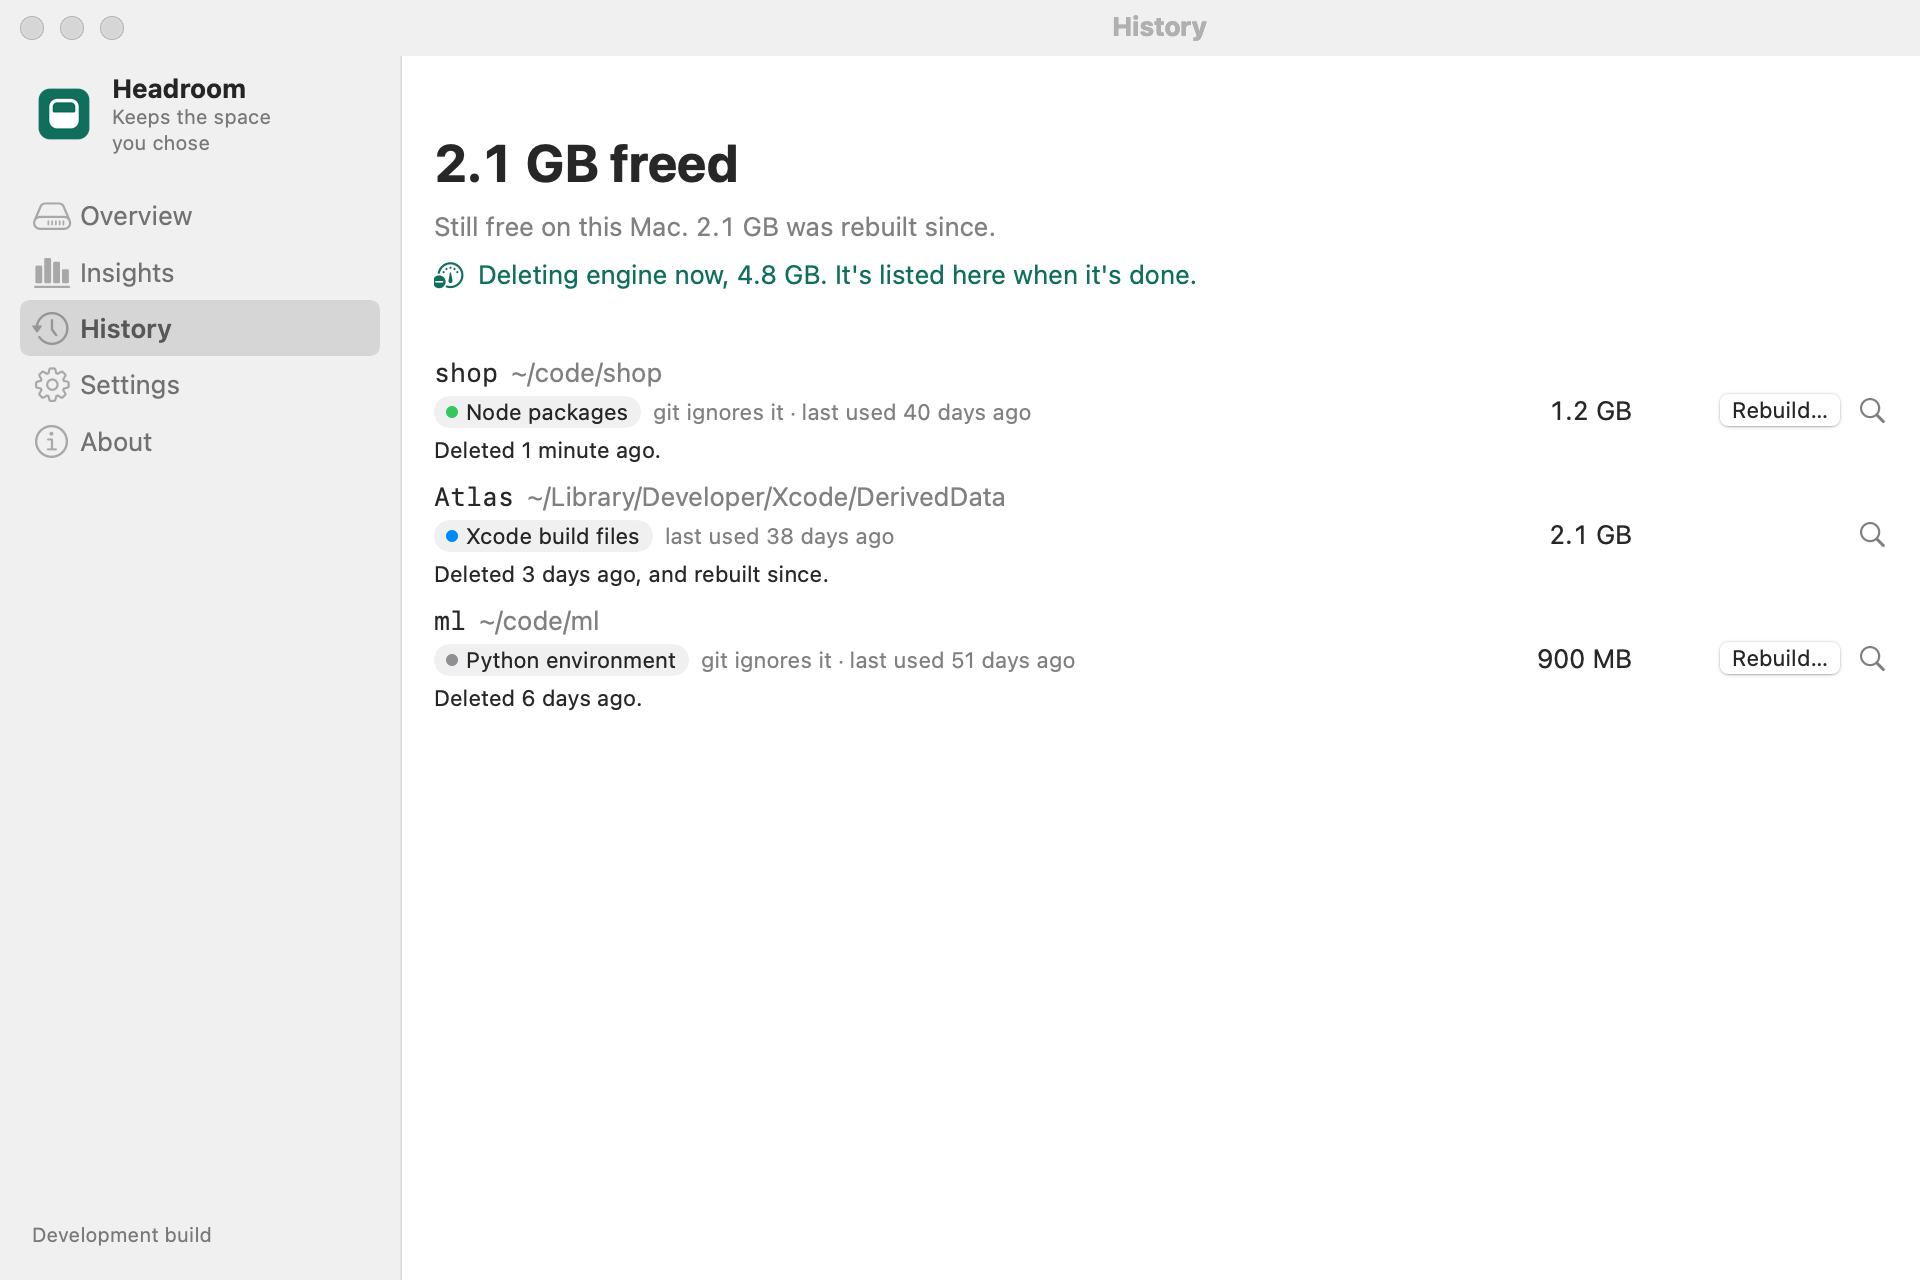 History
Headroom
Keeps the space
you chose
Overview
Insights
History
Settings
About
Development build
2.1 GB freed
Still free on this Mac. 2.1 GB was rebuilt since.
Deleting engine now, 4.8 GB. It's listed here when it's done.
shop ~/code/shop
Node packages git ignores it · last used 40 days ago 1.2 GB Rebuild...
Deleted 1 minute ago.
Atlas ~/Library/Developer/Xcode/DerivedData
Xcode build files last used 38 days ago 2.1 GB
Deleted 3 days ago, and rebuilt since.
ml ~/code/ml
Python environment git ignores it · last used 51 days ago 900 MB Rebuild...
Deleted 6 days ago.